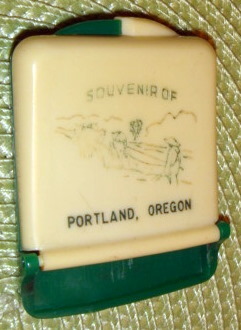 SOUVENIR OF
PORTLAND, OREGON